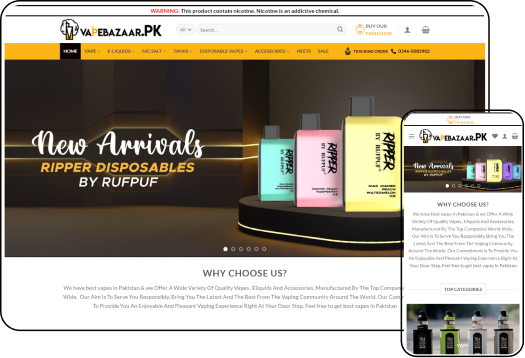 WARNING: This product contain nicotine. Nicotine is an addictive chemical.
VAPEBAZAAR.PK
All
Search...
BUY OUR
FRANCHISE
HOME VAPE E-LIQUIDS NIC SALT TANKS DISPOSABLE VAPES ACCESSORIES HEETS SALE TRACKING ORDER 0346-0082902
New Arrivals
RIPPER DISPOSABLES
BY RUFPUF
RIPPER
BY RUFPUF
RIPPER
BY RUFPUF
RIPPER
BY RUFPUF
MAD MAMBO
PEACH
WATERMELON
ICE
WHY CHOOSE US?
We have best vapes in Pakistan & we Offer A Wide Variety Of Quality Vapes , Eliquids And Accessories, Manufactured By The Top Companie
Wide. Our Aim Is To Serve You Responsibly, Bring You The Latest And The Best From The Vaping Community Around The World. Our Commit
To Provide You An Enjoyable And Pleasant Vaping Experience Right At Your Door Step. Feel free to get best vapes in Pakistan
BUY OUR
FRANCHISE
VAPEBAZAAR.PK
New Arrivals
RIPPER DISPOSABLES
BY RUFPUF
WHY CHOOSE US?
We have best vapes in Pakistan & we Offer A Wide
Variety Of Quality Vapes , Eliquids And Accessories,
Manufactured By The Top Companies World-Wide.
Our Aim Is To Serve You Responsibly, Bring You The
Latest And The Best From The Vaping Community
Around The World. Our Commitment Is To Provide You
An Enjoyable And Pleasant Vaping Experience Right At
Your Door Step. Feel free to get best vapes in Pakistan
TOP CATEGORIES
VAPE